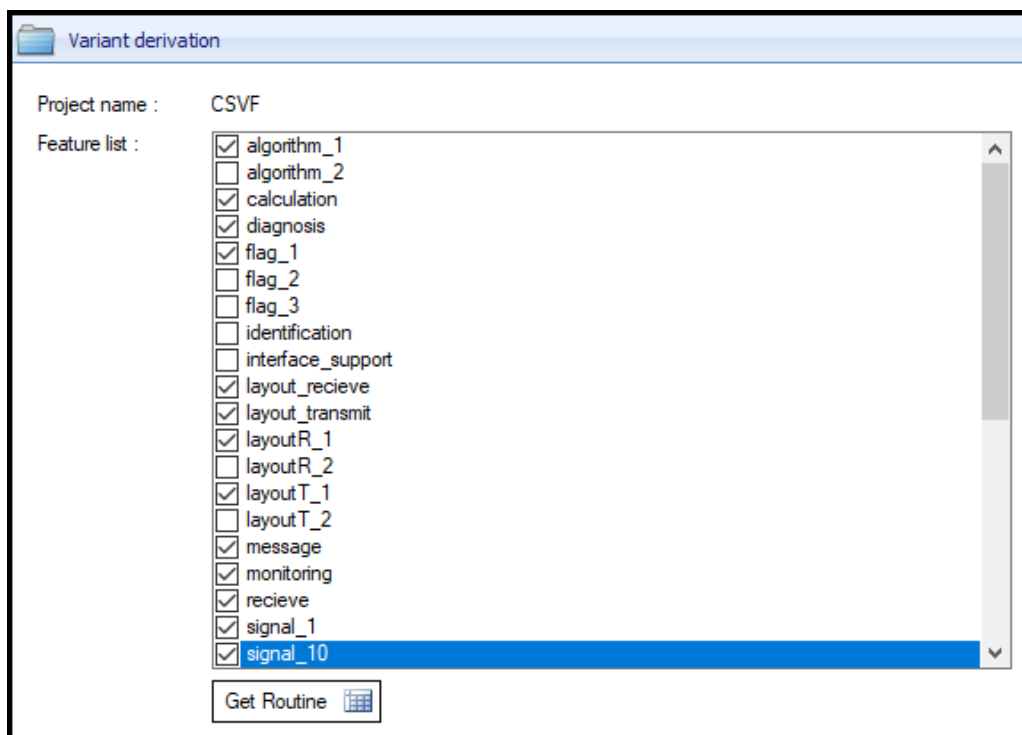 Variant derivation
Project name : CSVF
Feature list :
algorithm_1
algorithm_2
calculation
diagnosis
flag_1
flag_2
flag_3
identification
interface_support
layout_recieve
layout_transmit
layoutR_1
layoutR_2
layoutT_1
layoutT_2
message
monitoring
recieve
signal_1
signal_10
Get Routine